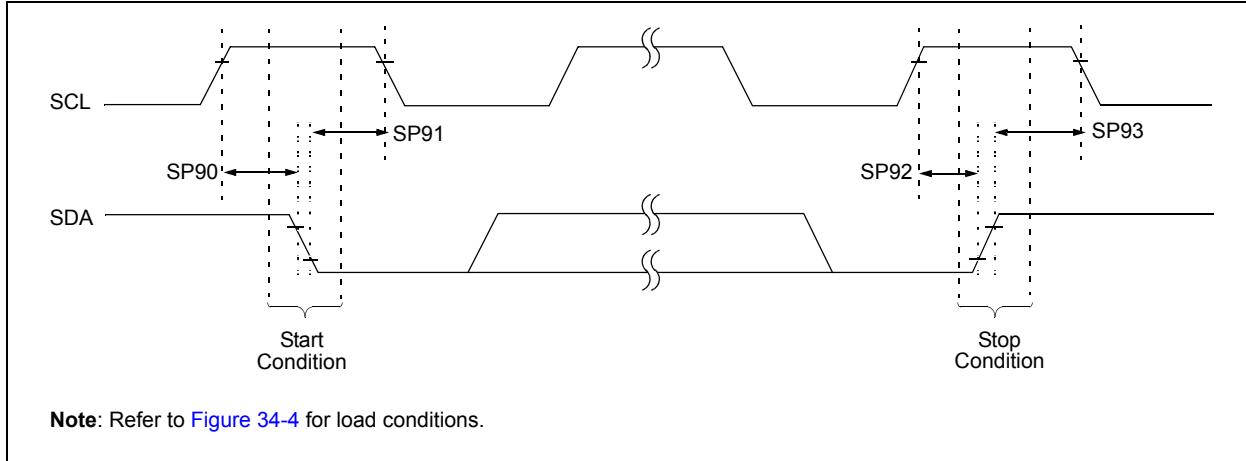 SCL
SP91
SP93
SP90
SP92
SDA
Start
Condition
Stop
Condition
Note: Refer to Figure 34-4 for load conditions.